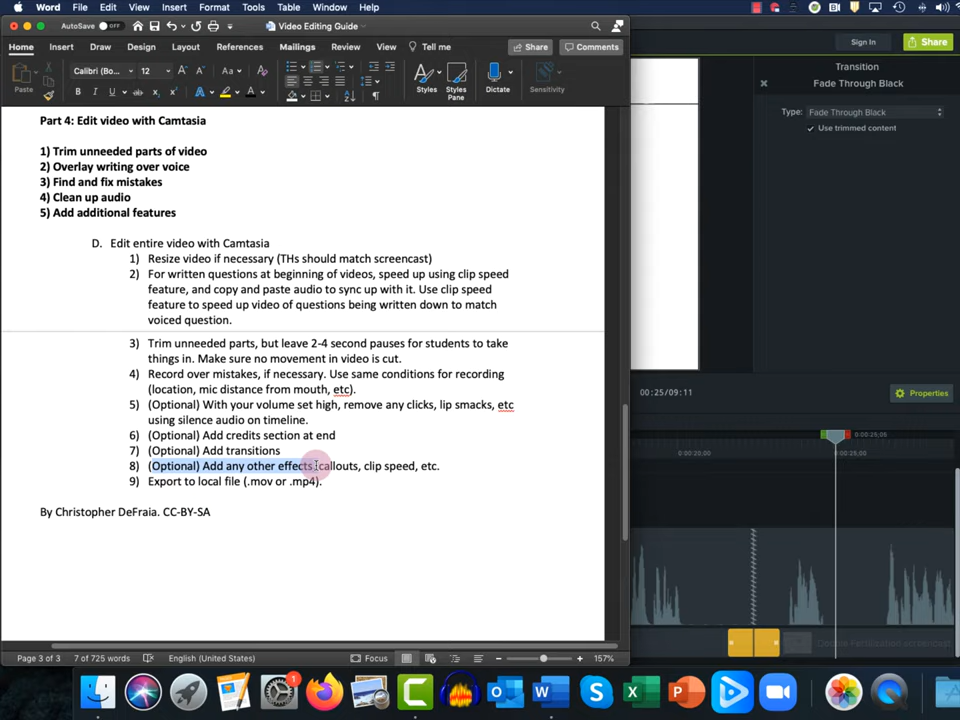 Word File Edit View Insert Format Tools Table Window Help
AutoSave OFF Video Editing Guide
Home Insert Draw Design Layout References Mailings Review View Tell me Share Comments
Calibri (Bo... 12
Paste Styles Styles Pane Dictate Sensitivity
Part 4: Edit video with Camtasia
1) Trim unneeded parts of video
2) Overlay writing over voice
3) Find and fix mistakes
4) Clean up audio
5) Add additional features
D. Edit entire video with Camtasia
1) Resize video if necessary (THs should match screencast)
2) For written questions at beginning of videos, speed up using clip speed
feature, and copy and paste audio to sync up with it. Use clip speed
feature to speed up video of questions being written down to match
voiced question.
3) Trim unneeded parts, but leave 2-4 second pauses for students to take
things in. Make sure no movement in video is cut.
4) Record over mistakes, if necessary. Use same conditions for recording
(location, mic distance from mouth, etc).
5) (Optional) With your volume set high, remove any clicks, lip smacks, etc
using silence audio on timeline.
6) (Optional) Add credits section at end
7) (Optional) Add transitions
8) (Optional) Add any other effects callouts, clip speed, etc.
9) Export to local file (.mov or .mp4).
By Christopher DeFraia. CC-BY-SA
Page 3 of 3 7 of 725 words English (United States) Focus 157%
Sign In Share
Transition
Fade Through Black
Type: Fade Through Black
Use trimmed content
00:25/09:11 Properties
0:00:25;05
0:00:20;00 0:00:25;00